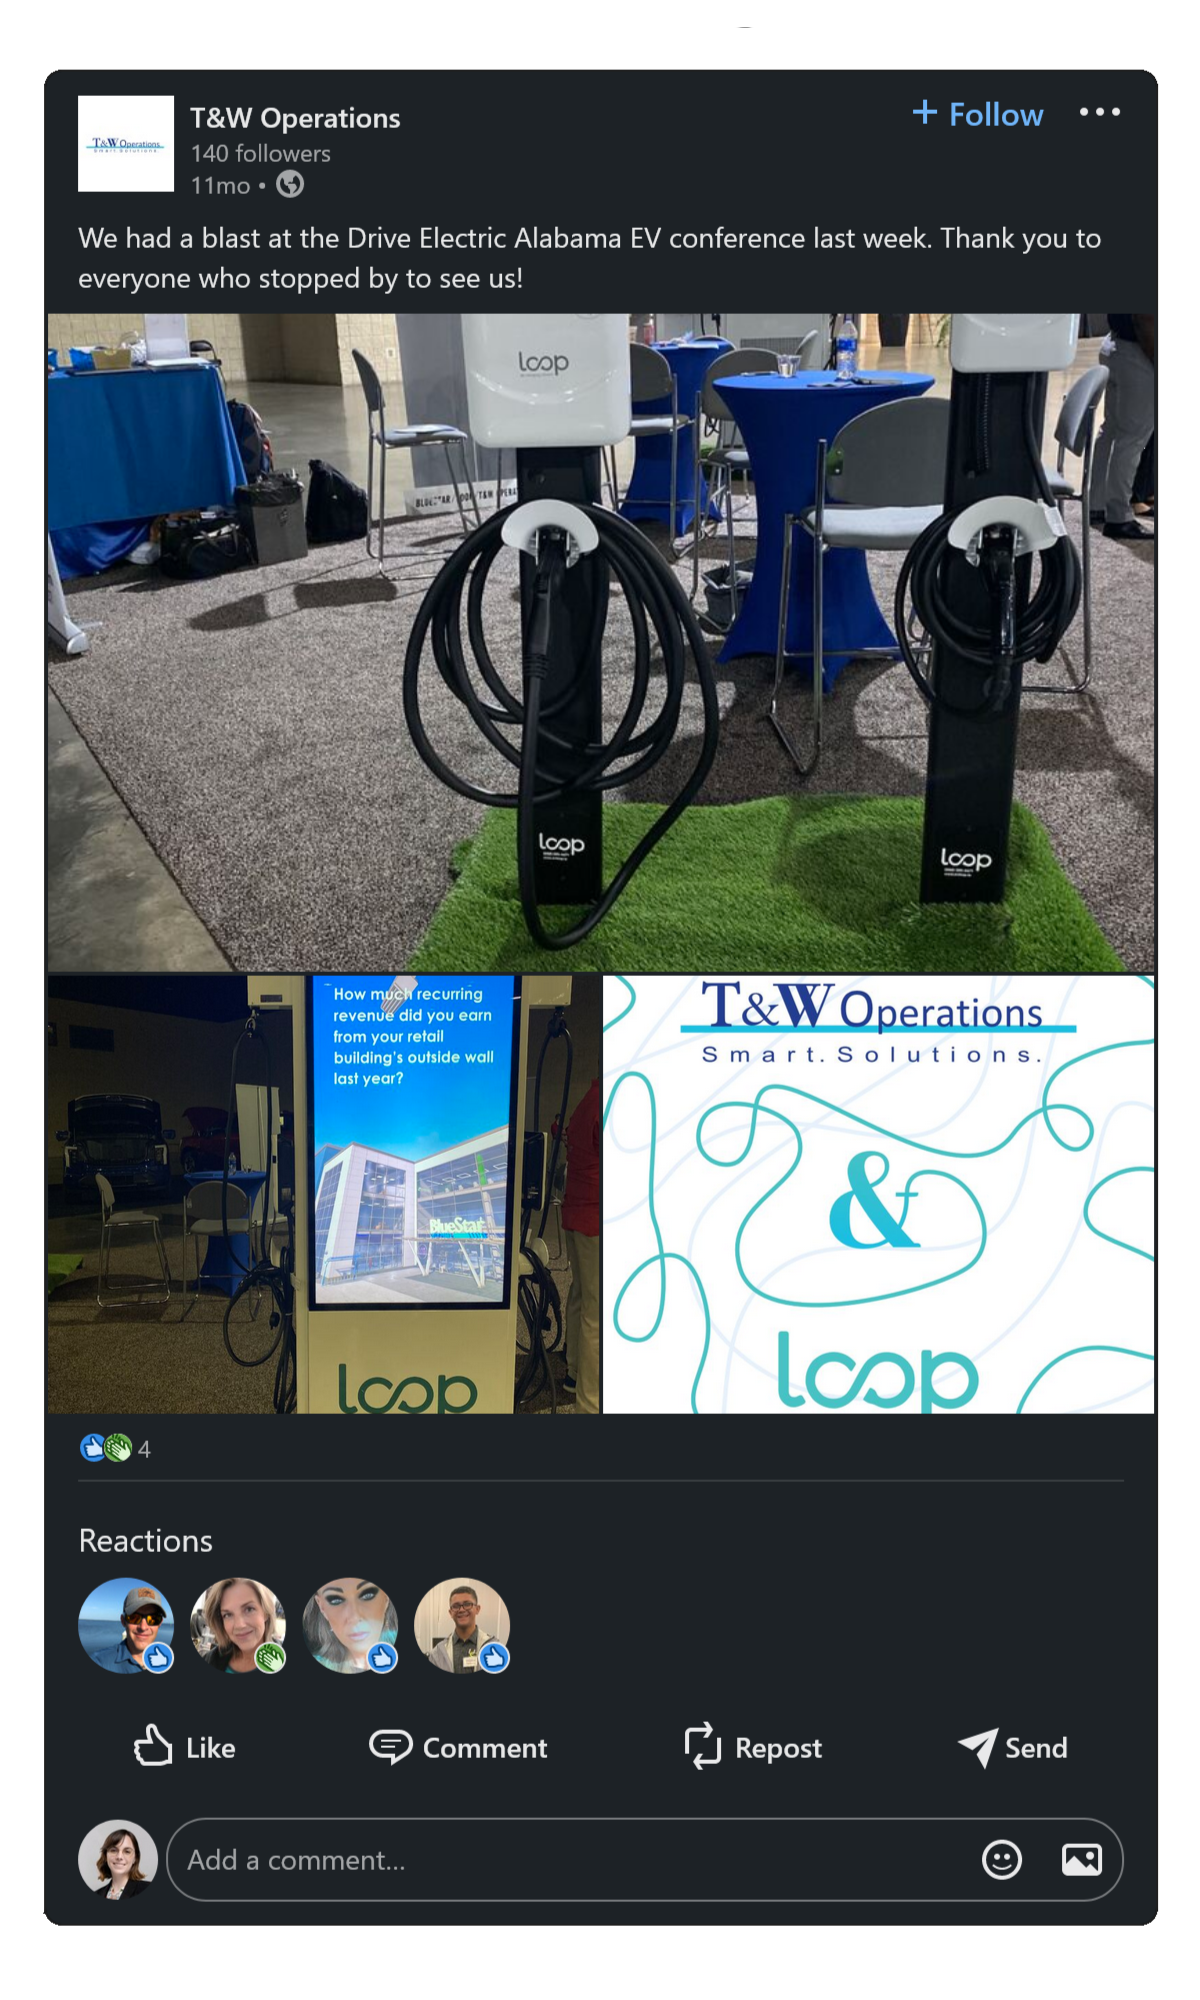 T&W Operations
Smart.Solutions.
T&W Operations
+ Follow
140 followers
11mo •
We had a blast at the Drive Electric Alabama EV conference last week. Thank you to
everyone who stopped by to see us!
loop
loop
loop
How much recurring
revenue did you earn
from your retail
building's outside wall
last year?
BlueStar
loop
T&W Operations
Smart.Solutions.
&
loop
4
Reactions
Like
Comment
Repost
Send
Add a comment...